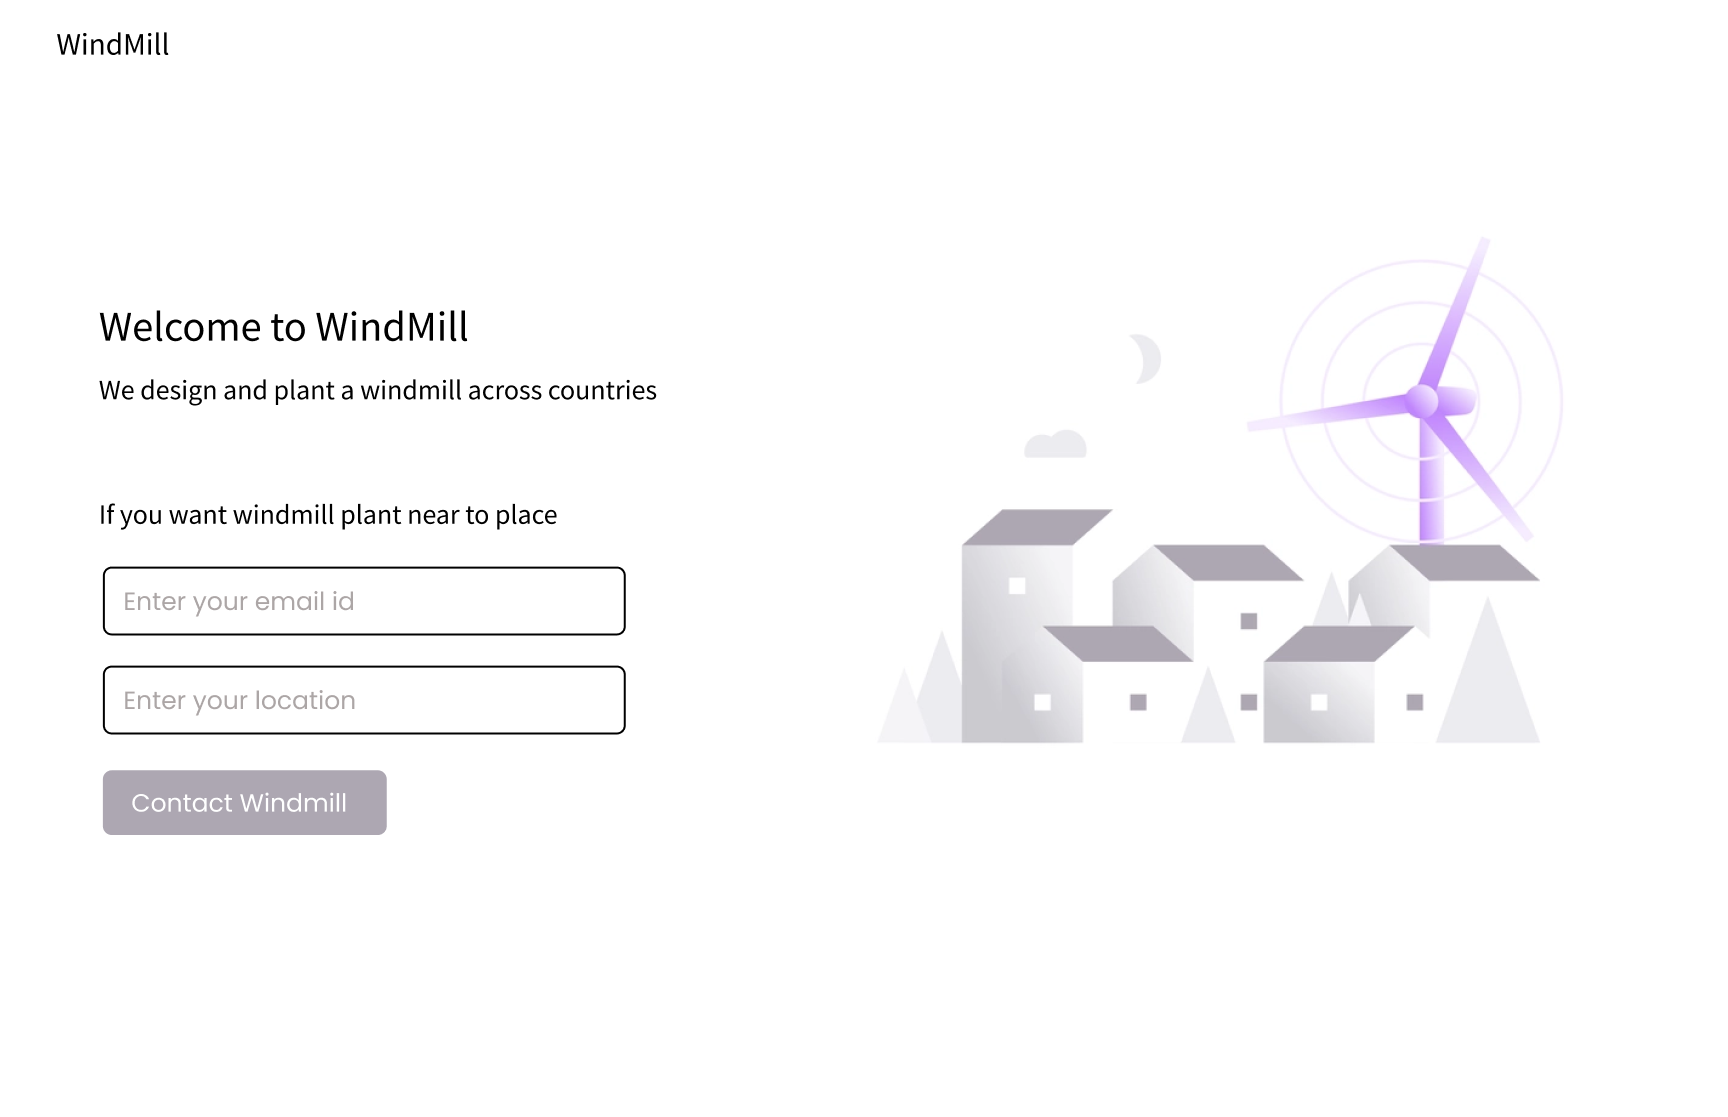 WindMill
Welcome to WindMill
We design and plant a windmill across countries
If you want windmill plant near to place
Enter your email id
Enter your location
Contact Windmill